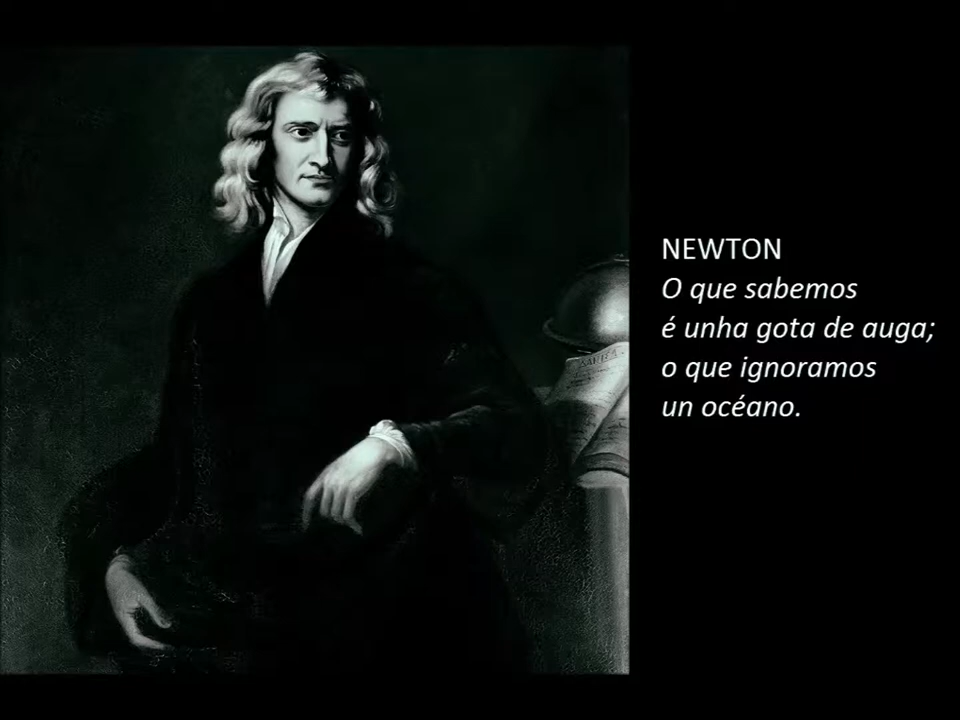 NEWTON
O que sabemos
é unha gota de auga;
o que ignoramos
un océano.